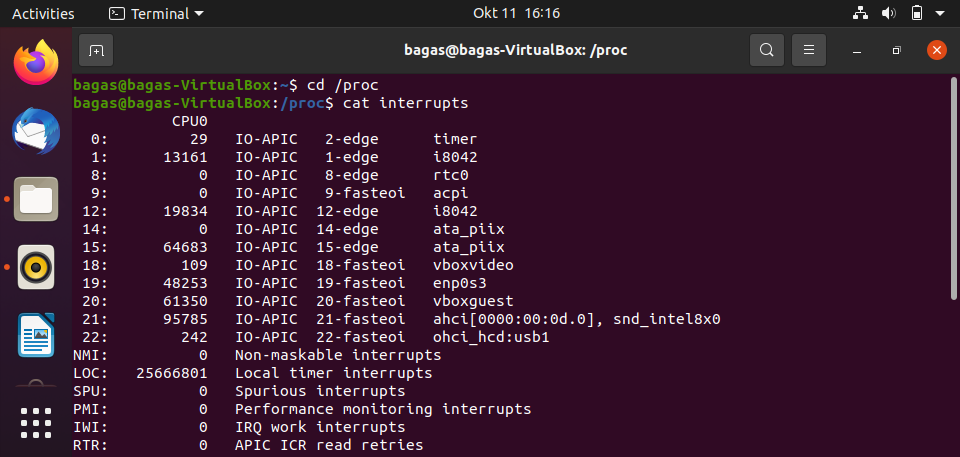 Activities Terminal Okt 11 16:16
bagas@bagas-VirtualBox: /proc
bagas@bagas-VirtualBox:~$ cd /proc
bagas@bagas-VirtualBox:/proc$ cat interrupts
CPU0
0: 29 IO-APIC 2-edge timer
1: 13161 IO-APIC 1-edge i8042
8: 0 IO-APIC 8-edge rtc0
9: 0 IO-APIC 9-fasteoi acpi
12: 19834 IO-APIC 12-edge i8042
14: 0 IO-APIC 14-edge ata_piix
15: 64683 IO-APIC 15-edge ata_piix
18: 109 IO-APIC 18-fasteoi vboxvideo
19: 48253 IO-APIC 19-fasteoi enp0s3
20: 61350 IO-APIC 20-fasteoi vboxguest
21: 95785 IO-APIC 21-fasteoi ahci[0000:00:0d.0], snd_intel8x0
22: 242 IO-APIC 22-fasteoi ohci_hcd:usb1
NMI: 0 Non-maskable interrupts
LOC: 25666801 Local timer interrupts
SPU: 0 Spurious interrupts
PMI: 0 Performance monitoring interrupts
IWI: 0 IRQ work interrupts
RTR: 0 APIC ICR read retries